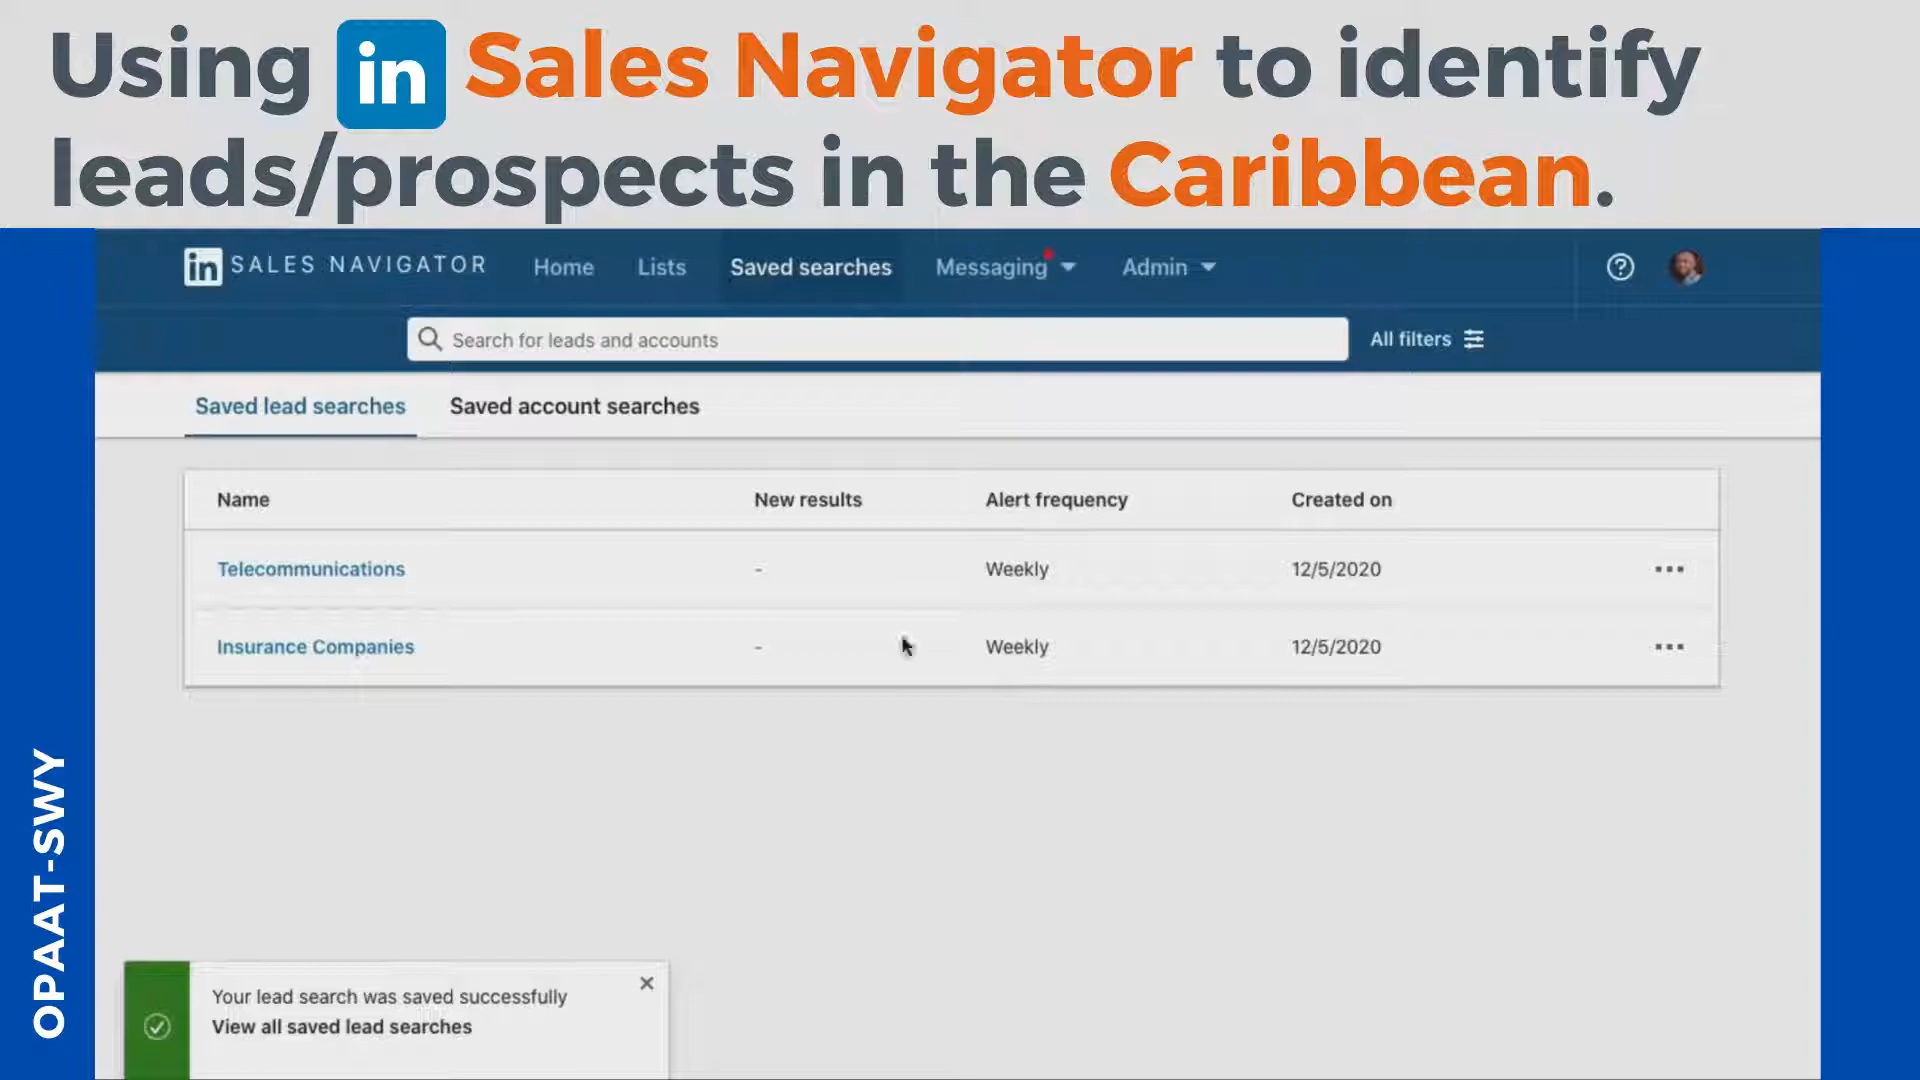 Using in Sales Navigator to identify
leads/prospects in the Caribbean.
in SALES NAVIGATOR Home Lists Saved searches Messaging Admin
Search for leads and accounts All filters
Saved lead searches Saved account searches
Name New results Alert frequency Created on
Telecommunications - Weekly 12/5/2020
Insurance Companies - Weekly 12/5/2020
Your lead search was saved successfully
View all saved lead searches
OPAAT-SWY